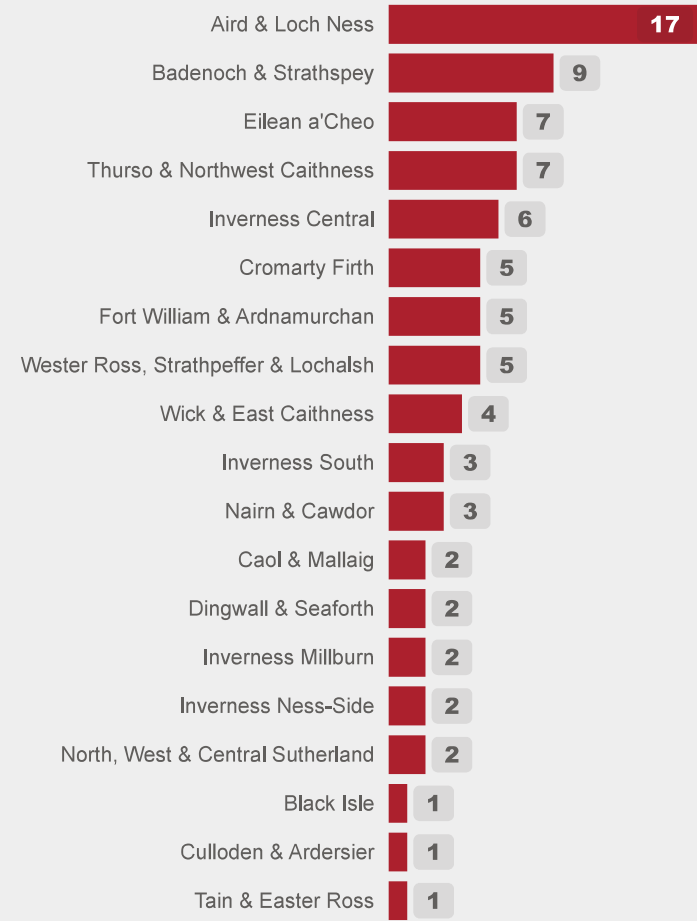 Aird & Loch Ness 17
Badenoch & Strathspey 9
Eilean a'Cheo 7
Thurso & Northwest Caithness 7
Inverness Central 6
Cromarty Firth 5
Fort William & Ardnamurchan 5
Wester Ross, Strathpeffer & Lochalsh 5
Wick & East Caithness 4
Inverness South 3
Nairn & Cawdor 3
Caol & Mallaig 2
Dingwall & Seaforth 2
Inverness Millburn 2
Inverness Ness-Side 2
North, West & Central Sutherland 2
Black Isle 1
Culloden & Ardersier 1
Tain & Easter Ross 1